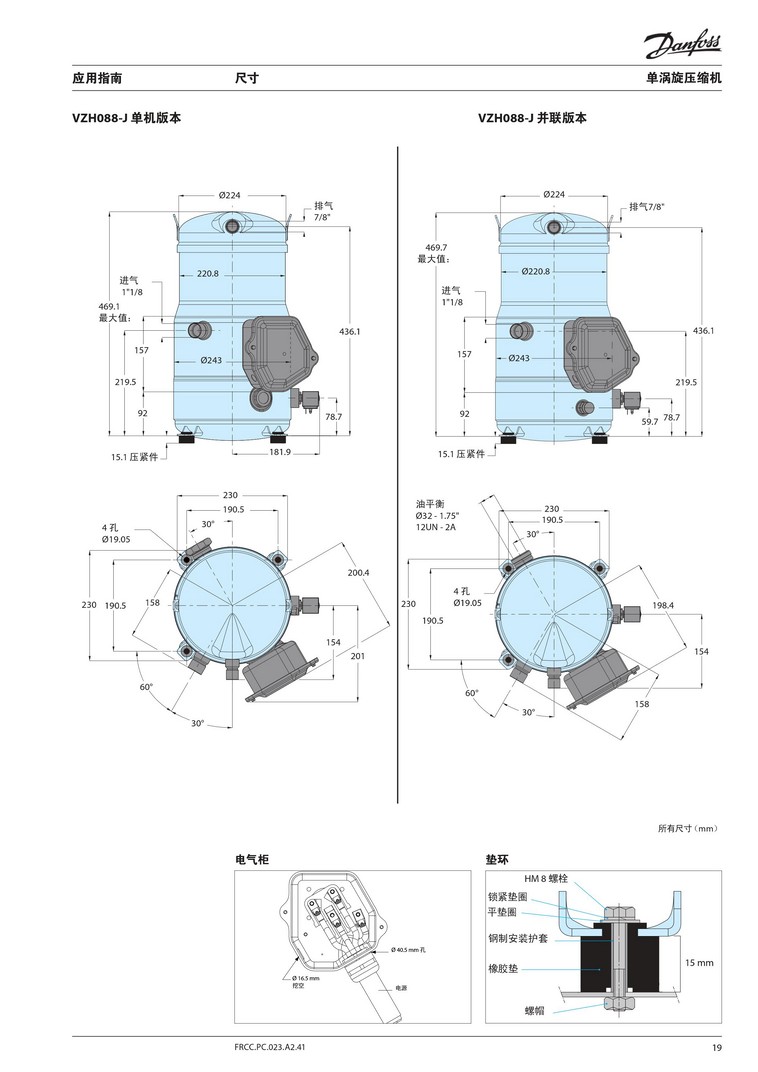 Danfoss
应用指南
尺寸
单涡旋压缩机
VZH088-J 单机版本
VZH088-J 并联版本
Ø224
排气
7/8"
进气
1"1/8
469.1
最大值：
220.8
436.1
157
Ø243
219.5
92
78.7
15.1 压紧件
181.9
Ø224
排气7/8"
469.7
最大值：
进气
1"1/8
Ø220.8
436.1
157
Ø243
219.5
92
59.7
78.7
15.1 压紧件
230
190.5
30°
4 孔
Ø19.05
200.4
230
190.5
158
154
201
60°
30°
油平衡
Ø32 - 1.75"
12UN - 2A
230
190.5
30°
4 孔
Ø19.05
230
190.5
198.4
154
60°
30°
158
所有尺寸（mm）
电气柜
Ø 40.5 mm 孔
Ø 16.5 mm
挖空
电源
垫环
HM 8 螺栓
锁紧垫圈
平垫圈
钢制安装护套
橡胶垫
15 mm
螺帽
FRCC.PC.023.A2.41
19